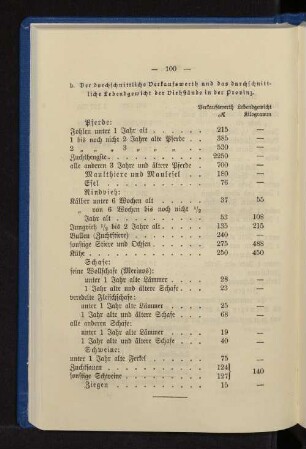 — 100 —
b. Der durchschnittliche Verkaufswerth und das durchschnitt-
liche Lebendgewicht der Viehstände in der Provinz.
Verkaufswerth Lebendgewicht
ℳ Kilogramm
Pferde:
Fohlen unter 1 Jahr alt . . . . 215 —
1 bis noch nicht 2 Jahre alte Pferde . . 385 —
2 „ „ „ 3 „ „ „ . . 530 —
Zuchthengste . . . . 2250 —
alle anderen 3 Jahre und ältere Pferde . . 760 —
Maulthiere und Maulesel . . 180 —
Esel . . . . 76 —
Rindvieh:
Kälber unter 6 Wochen alt . . . 37 55
„ von 6 Wochen bis noch nicht 1/2
Jahr alt . . . . 53 108
Jungvieh 1/2 bis 2 Jahre alt . . . 135 215
Bullen (Zuchtstiere) . . . . 240 —
sonstige Stiere und Ochsen . . . 275 488
Kühe . . . . 250 450
Schafe:
feine Wollschafe (Merinos):
unter 1 Jahr alte Lämmer . . . 28 —
1 Jahr alte und ältere Schafe . . 23 —
veredelte Fleischschafe:
unter 1 Jahr alte Lämmer . . . 25 —
1 Jahr alte und ältere Schafe . . 68 —
alle anderen Schafe:
unter 1 Jahr alte Lämmer . . . 19 —
1 Jahr alte und ältere Schafe . . 40 —
Schweine:
unter 1 Jahr alte Ferkel . . . 75 —
Zuchtsauen . . . . 124 140
sonstige Schweine . . . . 127
Ziegen . . . . 15 —